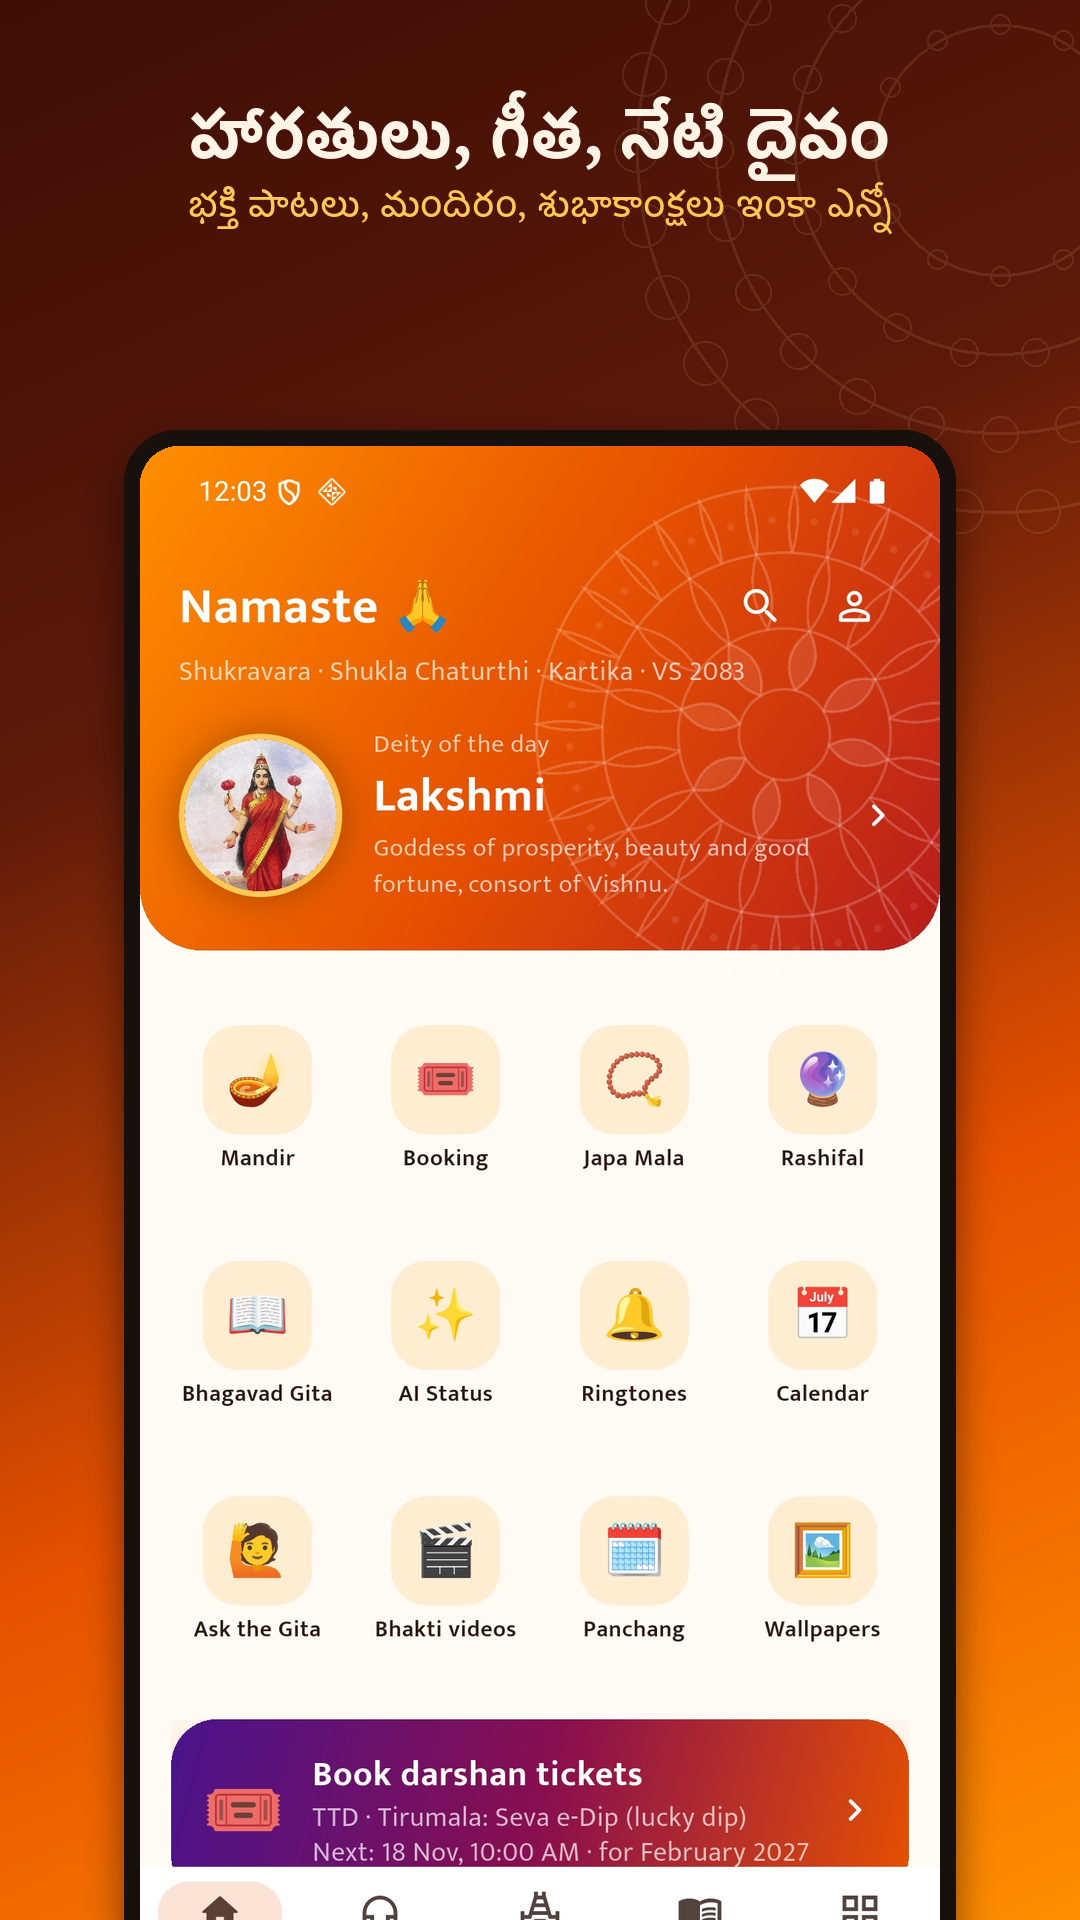 హారతులు, గీత, నేటి దైవం
భక్తి పాటలు, మందిరం, శుభాకాంక్షలు ఇంకా ఎన్నో
12:03
Namaste 🙏
Shukravara · Shukla Chaturthi · Kartika · VS 2083
Deity of the day
Lakshmi
Goddess of prosperity, beauty and good
fortune, consort of Vishnu.
Mandir Booking Japa Mala Rashifal
July
17
Bhagavad Gita AI Status Ringtones Calendar
Ask the Gita Bhakti videos Panchang Wallpapers
Book darshan tickets
TTD · Tirumala: Seva e-Dip (lucky dip)
Next: 18 Nov, 10:00 AM · for February 2027